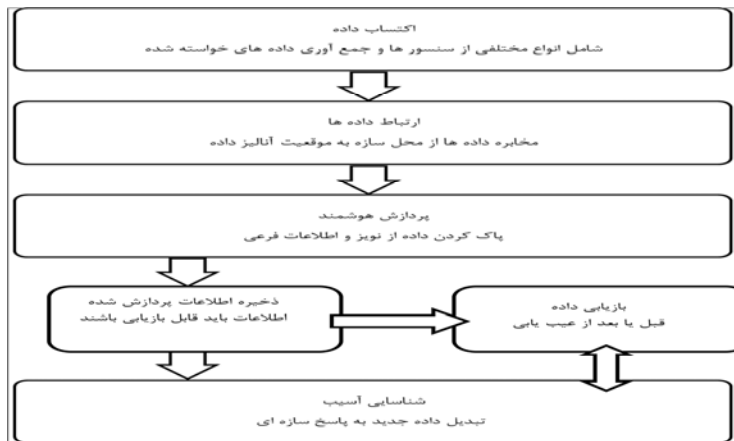 اکتساب داده
شامل انواع مختلفی از سنسور ها و جمع آوری داده های خواسته شده
ارتباط داده ها
مخابره داده ها از محل سازه به موقعیت آنالیز داده
پردازش هوشمند
پاک کردن داده از نویز و اطلاعات فرعی
ذخیره اطلاعات پردازش شده
اطلاعات باید قابل بازیابی باشند
بازیابی داده
قبل یا بعد از عیب یابی
شناسایی آسیب
تبدیل داده جدید به پاسخ سازه ای